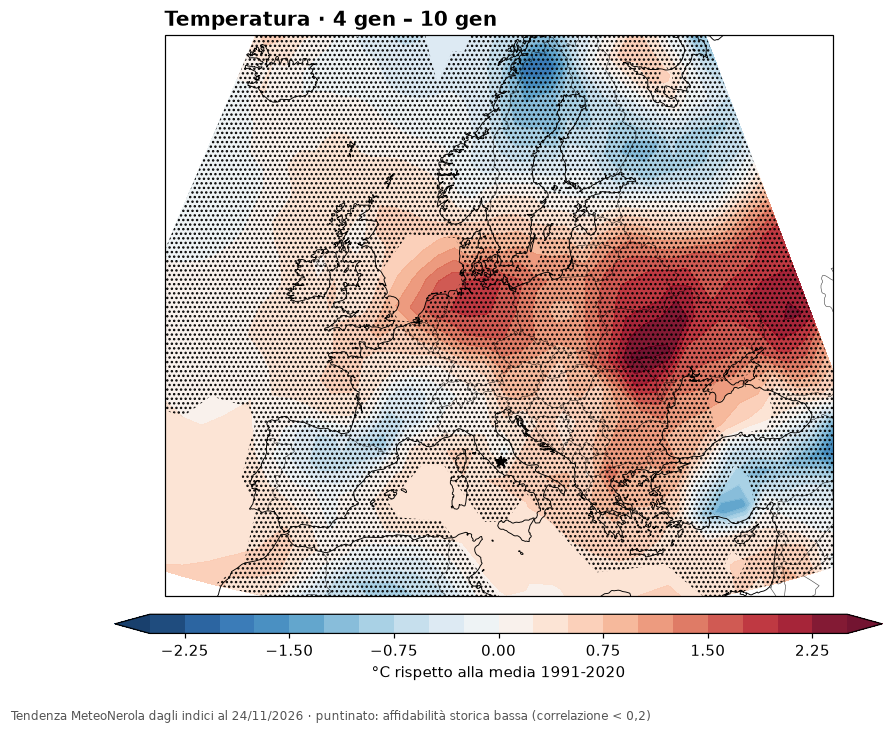 Temperatura · 4 gen – 10 gen
−2.25 −1.50 −0.75 0.00 0.75 1.50 2.25
°C rispetto alla media 1991-2020
Tendenza MeteoNerola dagli indici al 24/11/2026 · puntinato: affidabilità storica bassa (correlazione < 0,2)